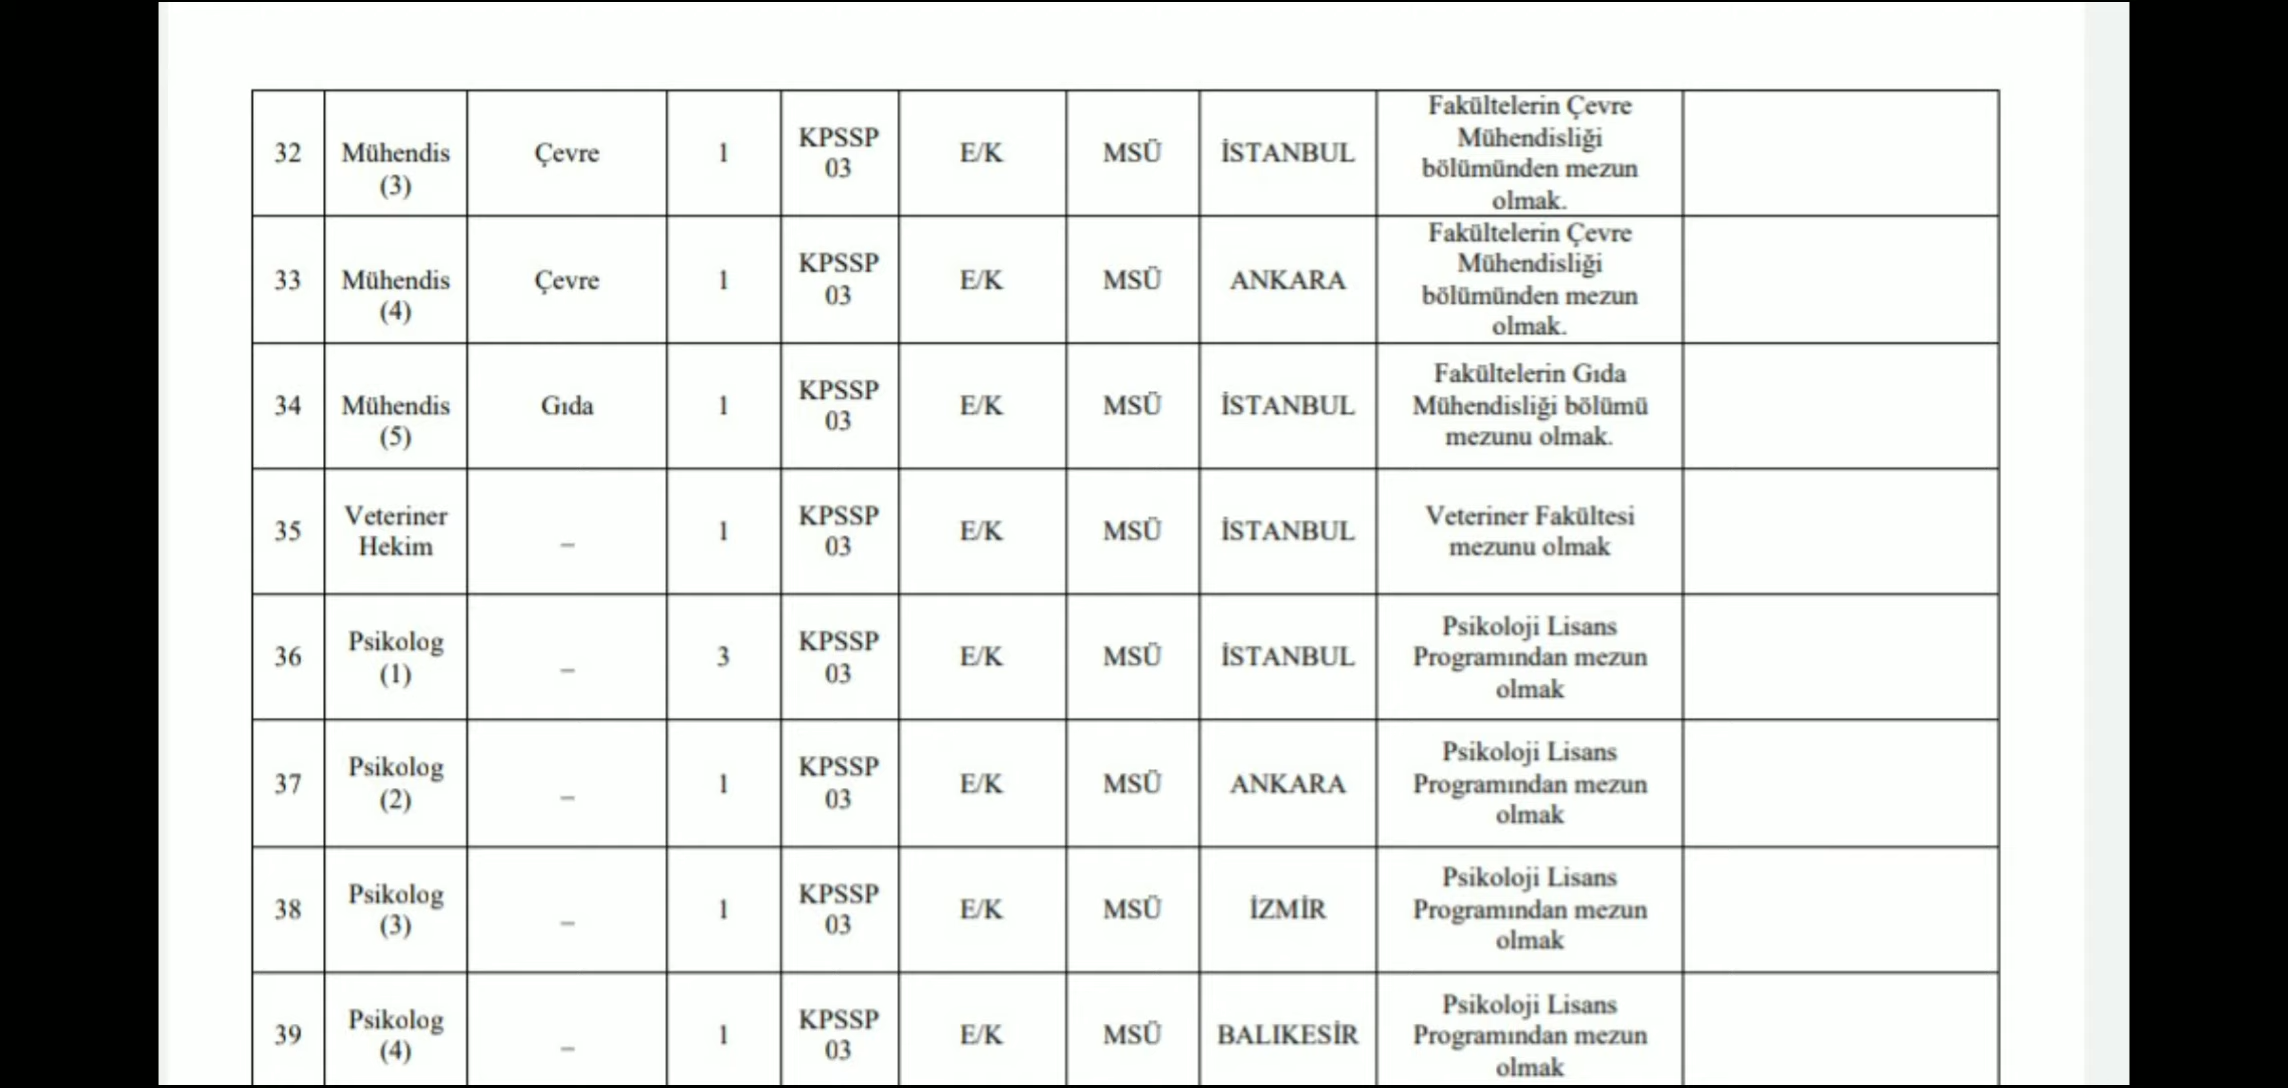 32 Mühendis (3) Çevre 1 KPSSP 03 E/K MSÜ İSTANBUL Fakültelerin Çevre Mühendisliği bölümünden mezun olmak.
33 Mühendis (4) Çevre 1 KPSSP 03 E/K MSÜ ANKARA Fakültelerin Çevre Mühendisliği bölümünden mezun olmak.
34 Mühendis (5) Gıda 1 KPSSP 03 E/K MSÜ İSTANBUL Fakültelerin Gıda Mühendisliği bölümü mezunu olmak.
35 Veteriner Hekim _ 1 KPSSP 03 E/K MSÜ İSTANBUL Veteriner Fakültesi mezunu olmak
36 Psikolog (1) _ 3 KPSSP 03 E/K MSÜ İSTANBUL Psikoloji Lisans Programından mezun olmak
37 Psikolog (2) _ 1 KPSSP 03 E/K MSÜ ANKARA Psikoloji Lisans Programından mezun olmak
38 Psikolog (3) _ 1 KPSSP 03 E/K MSÜ İZMİR Psikoloji Lisans Programından mezun olmak
39 Psikolog (4) _ 1 KPSSP 03 E/K MSÜ BALIKESİR Psikoloji Lisans Programından mezun olmak